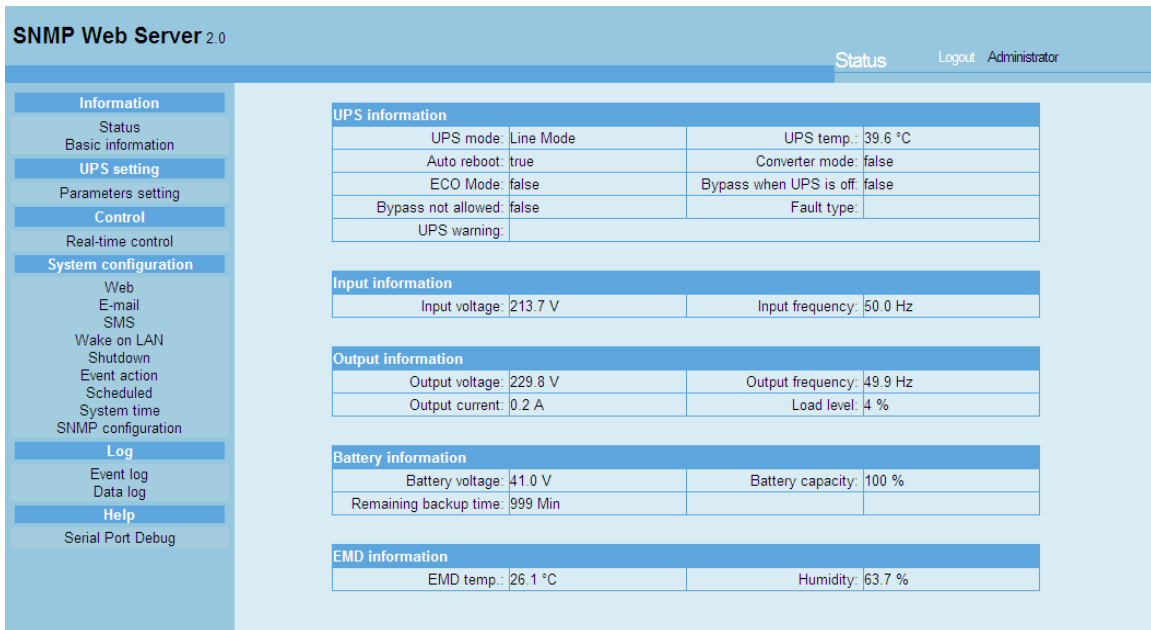 SNMP Web Server 2.0
Status Logout Administrator
Information
Status
Basic information
UPS setting
Parameters setting
Control
Real-time control
System configuration
Web
E-mail
SMS
Wake on LAN
Shutdown
Event action
Scheduled
System time
SNMP configuration
Log
Event log
Data log
Help
Serial Port Debug
UPS information
UPS mode: Line Mode UPS temp.: 39.6 °C
Auto reboot: true Converter mode: false
ECO Mode: false Bypass when UPS is off: false
Bypass not allowed: false Fault type:
UPS warning:
Input information
Input voltage: 213.7 V Input frequency: 50.0 Hz
Output information
Output voltage: 229.8 V Output frequency: 49.9 Hz
Output current: 0.2 A Load level: 4 %
Battery information
Battery voltage: 41.0 V Battery capacity: 100 %
Remaining backup time: 999 Min
EMD information
EMD temp.: 26.1 °C Humidity: 63.7 %